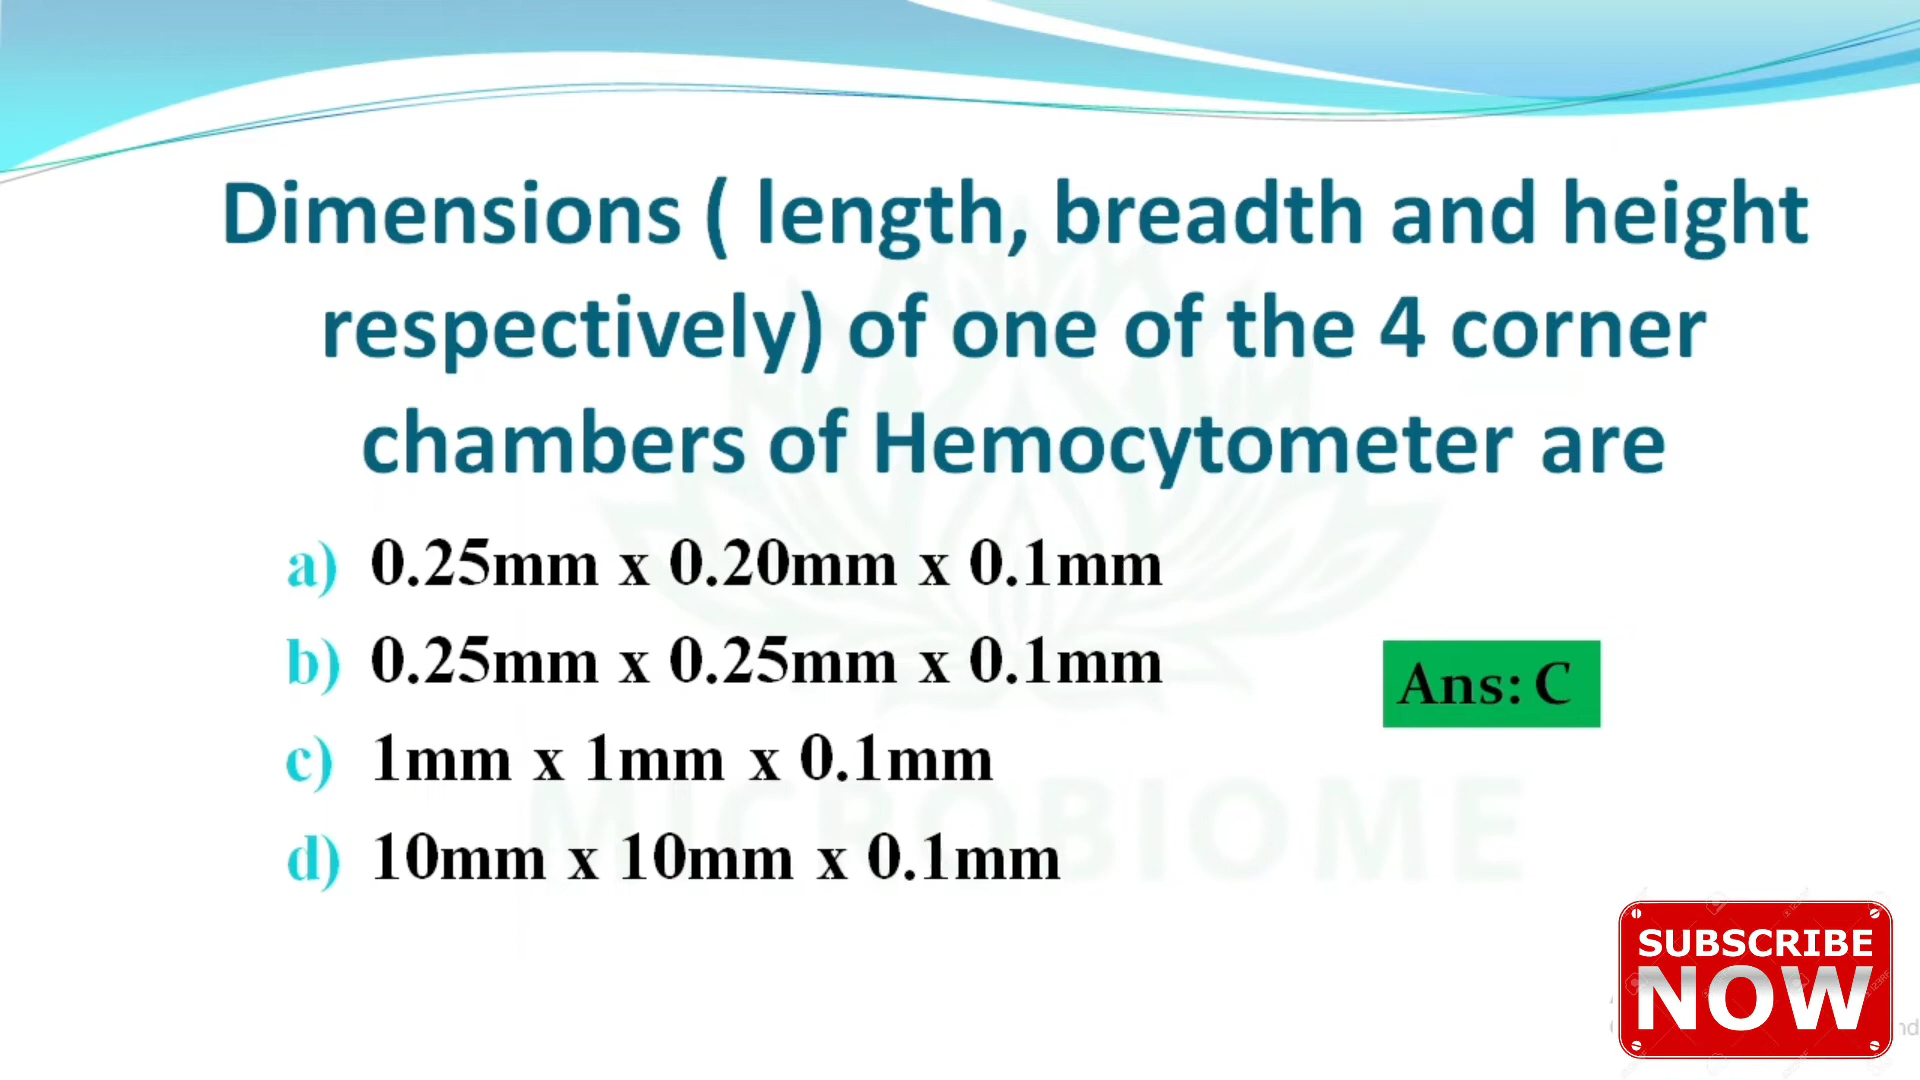 Dimensions ( length, breadth and height
respectively) of one of the 4 corner
chambers of Hemocytometer are
a) 0.25mm x 0.20mm x 0.1mm
b) 0.25mm x 0.25mm x 0.1mm
c) 1mm x 1mm x 0.1mm
d) 10mm x 10mm x 0.1mm
Ans: C
MICROBIOME
SUBSCRIBE
NOW